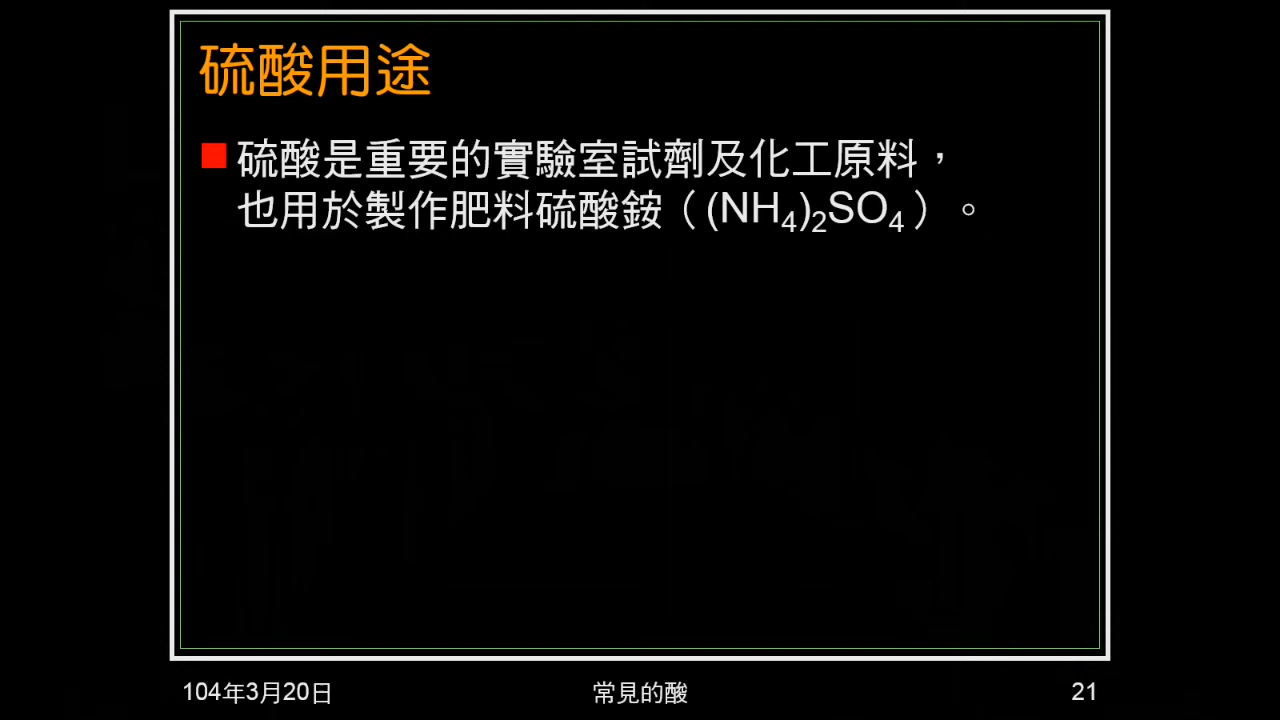 硫酸用途
硫酸是重要的實驗室試劑及化工原料，
也用於製作肥料硫酸銨（(NH₄)₂SO₄）。
104年3月20日
常見的酸
21